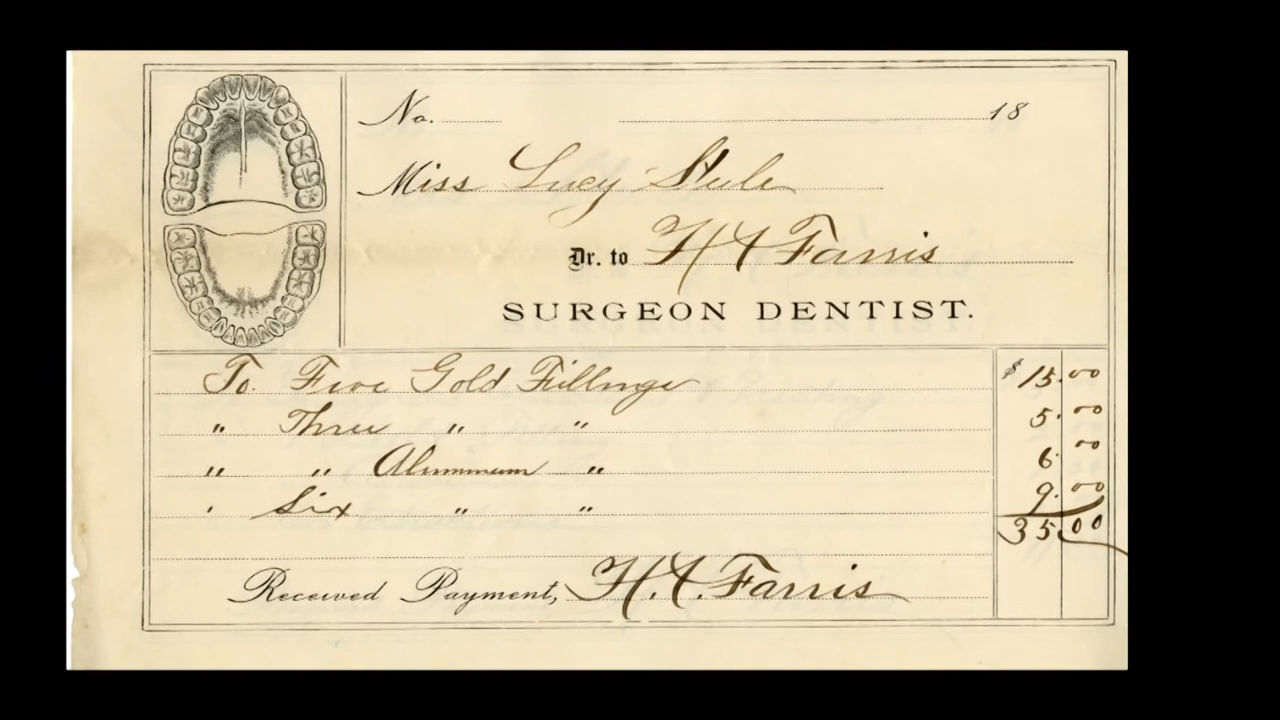 No. 18
Miss Lucy Steele
Dr. to H A Farris
SURGEON DENTIST.
To Five Gold Fillings $ 15.00
" Three " " 5.00
" " Aluminum " 6.00
' Six " " 9.00
35.00
Received Payment, H. A. Farris